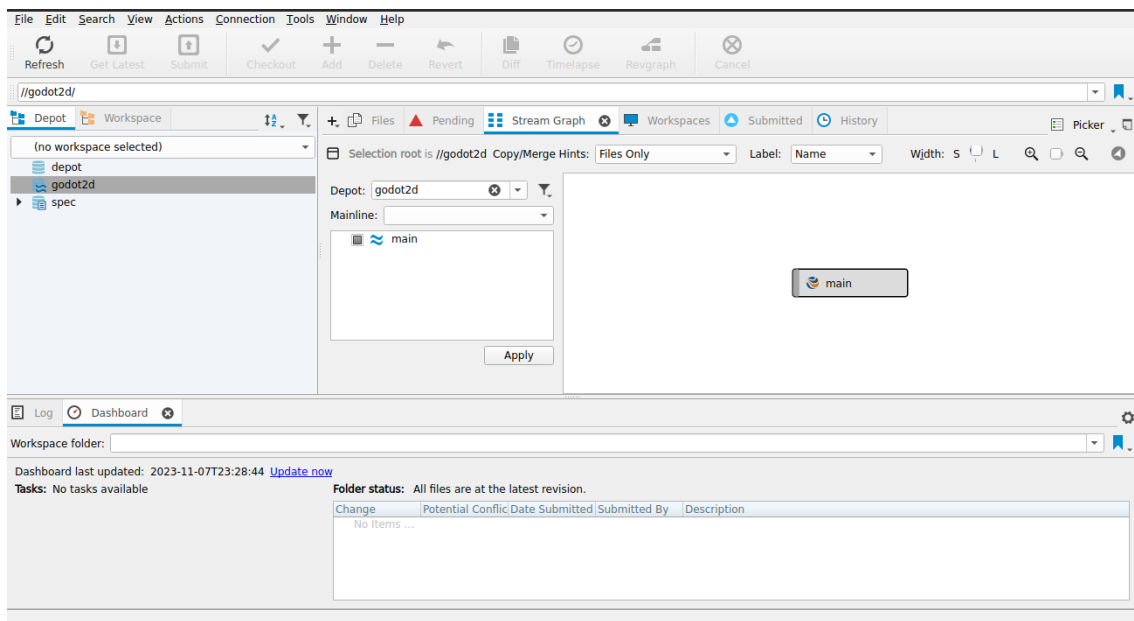 File Edit Search View Actions Connection Tools Window Help
Refresh Get Latest Submit Checkout Add Delete Revert Diff Timelapse Revgraph Cancel
//godot2d/
Depot Workspace
Files Pending Stream Graph Workspaces Submitted History Picker
(no workspace selected)
depot
godot2d
spec
Selection root is //godot2d Copy/Merge Hints: Files Only Label: Name Width: S L
Depot: godot2d
Mainline:
main
Apply
main
Log Dashboard
Workspace folder:
Dashboard last updated: 2023-11-07T23:28:44 Update now
Tasks: No tasks available
Folder status: All files are at the latest revision.
Change Potential Conflic Date Submitted Submitted By Description
No Items ...